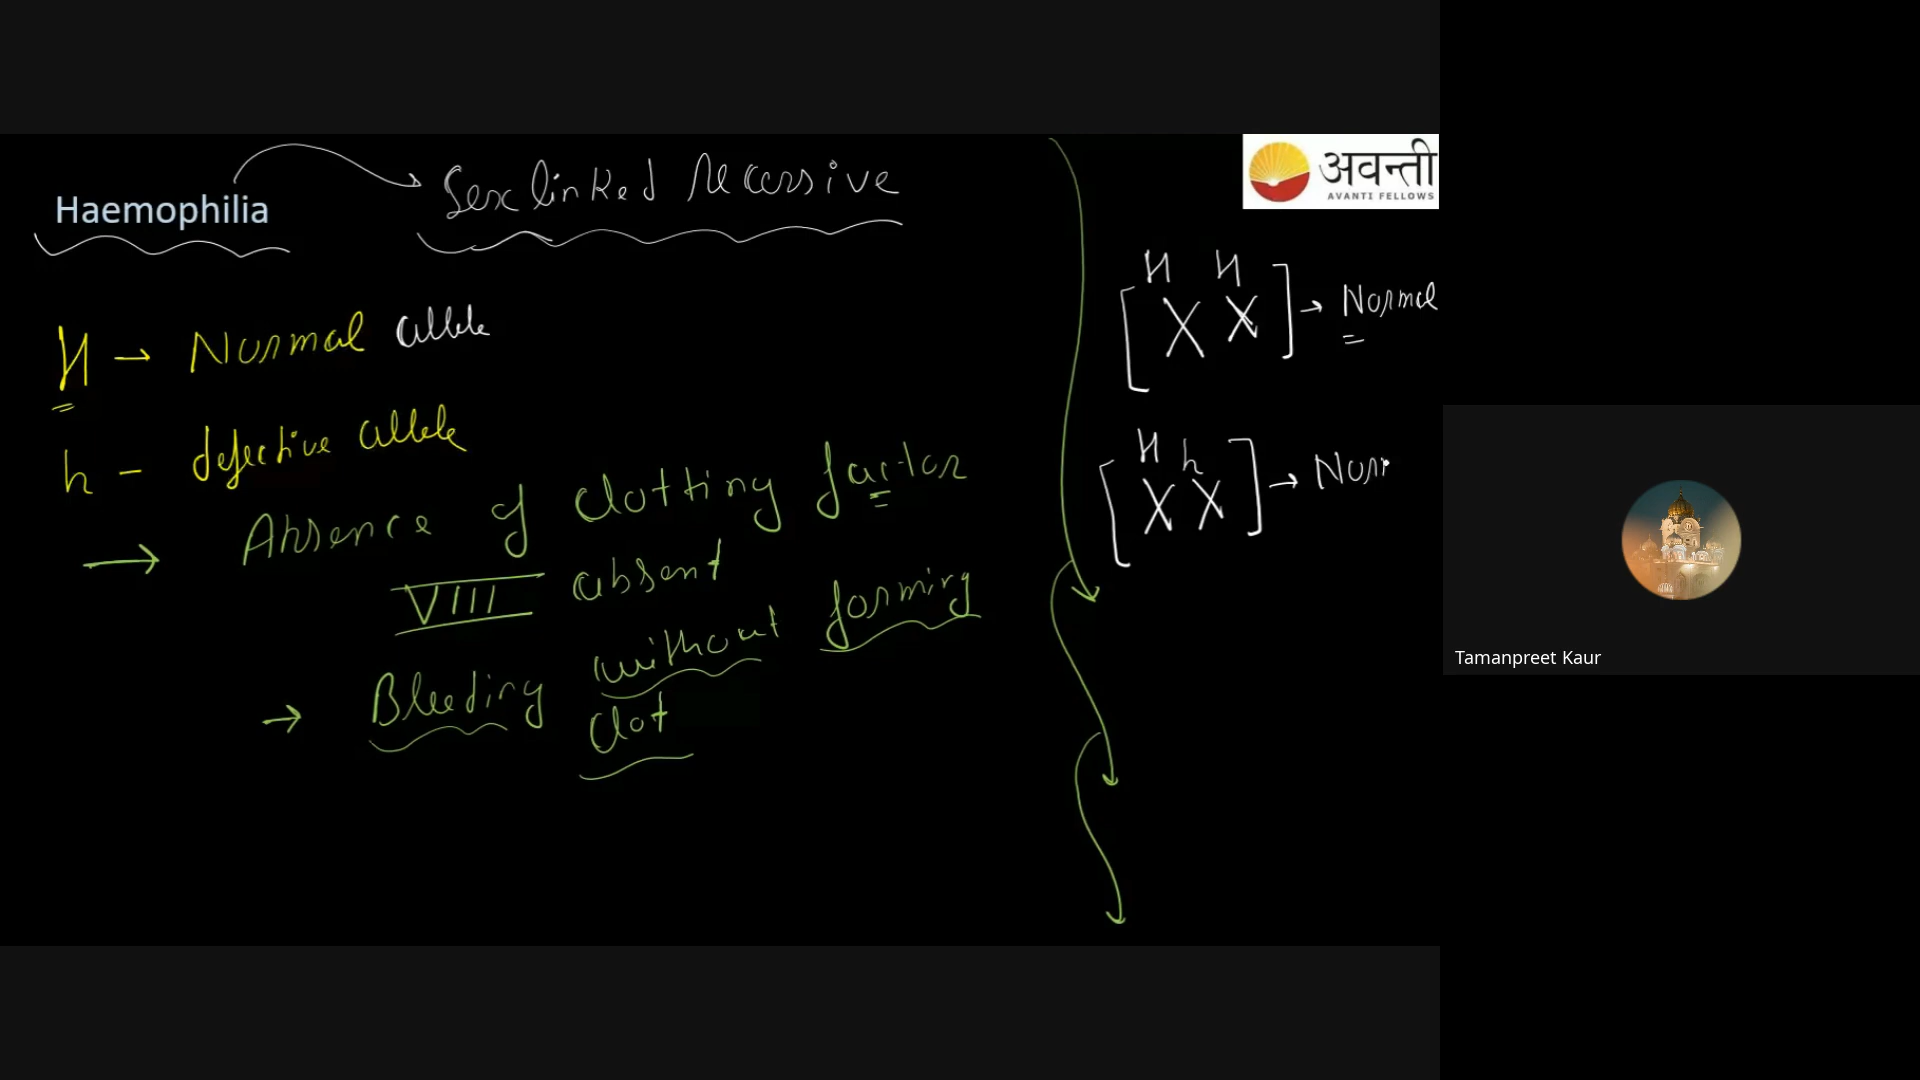 Haemophilia → Sex linked recessive
H → Normal allele
h - defective allele
→ Absence of clotting factor
VIII absent
→ Bleeding without forming
clot
अवन्ती
AVANTI FELLOWS
H H
[X X] → Normal
H h
[X X] → Norm
Tamanpreet Kaur